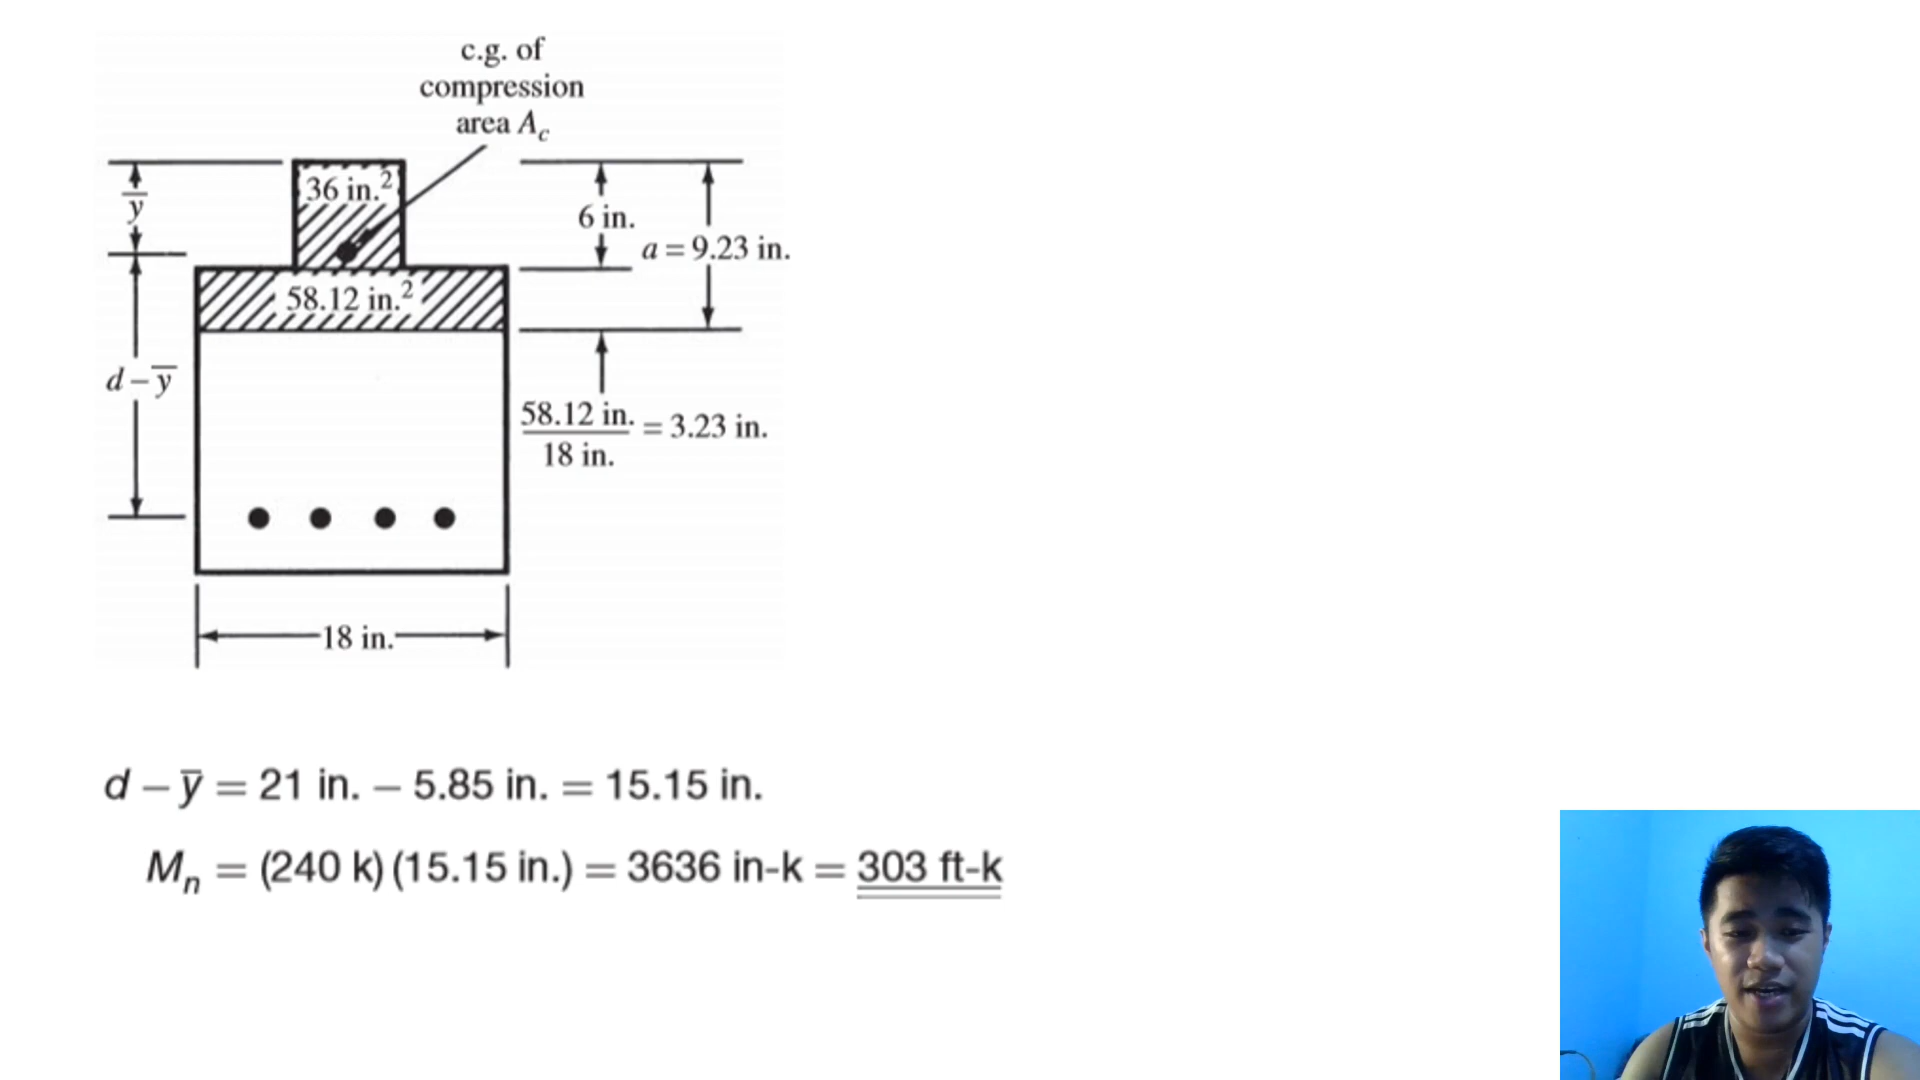 c.g. of
compression
area A_c
36 in.²
y̅
6 in.
a = 9.23 in.
58.12 in.²
d – y̅
58.12 in.
18 in.
= 3.23 in.
18 in.
d – y̅ = 21 in. – 5.85 in. = 15.15 in.
M_n = (240 k) (15.15 in.) = 3636 in-k = 303 ft-k